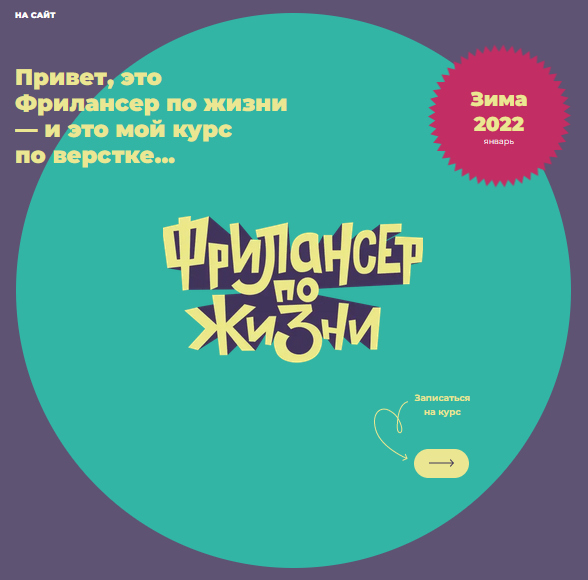 НА САЙТ
Привет, это
Фрилансер по жизни
— и это мой курс
по верстке...
Зима
2022
январь
Фрилансер
по
жизни
Записаться
на курс